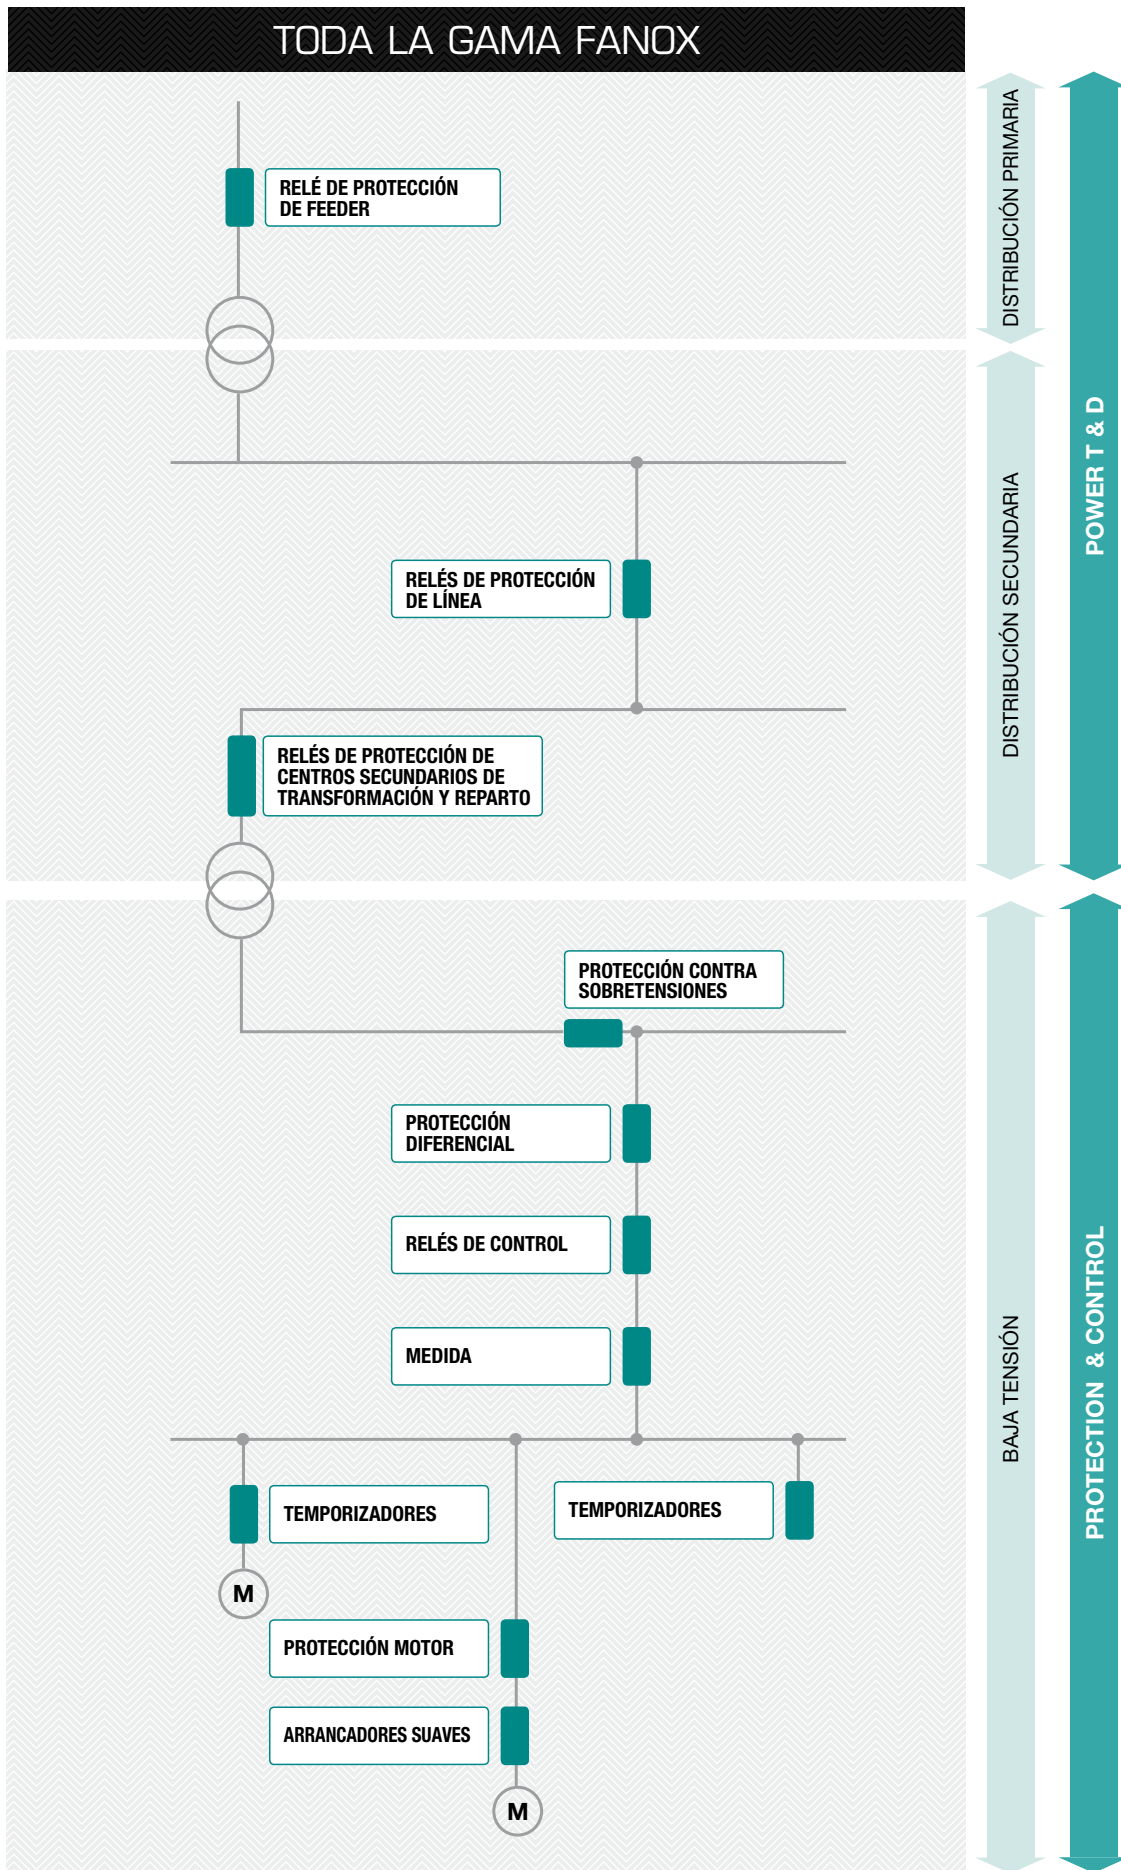 TODA LA GAMA FANOX
RELÉ DE PROTECCIÓN
DE FEEDER
DISTRIBUCIÓN PRIMARIA
POWER T & D
RELÉS DE PROTECCIÓN
DE LÍNEA
DISTRIBUCIÓN SECUNDARIA
RELÉS DE PROTECCIÓN DE
CENTROS SECUNDARIOS DE
TRANSFORMACIÓN Y REPARTO
PROTECCIÓN CONTRA
SOBRETENSIONES
PROTECCIÓN
DIFERENCIAL
RELÉS DE CONTROL
MEDIDA
BAJA TENSIÓN
PROTECTION & CONTROL
TEMPORIZADORES
TEMPORIZADORES
M
PROTECCIÓN MOTOR
ARRANCADORES SUAVES
M